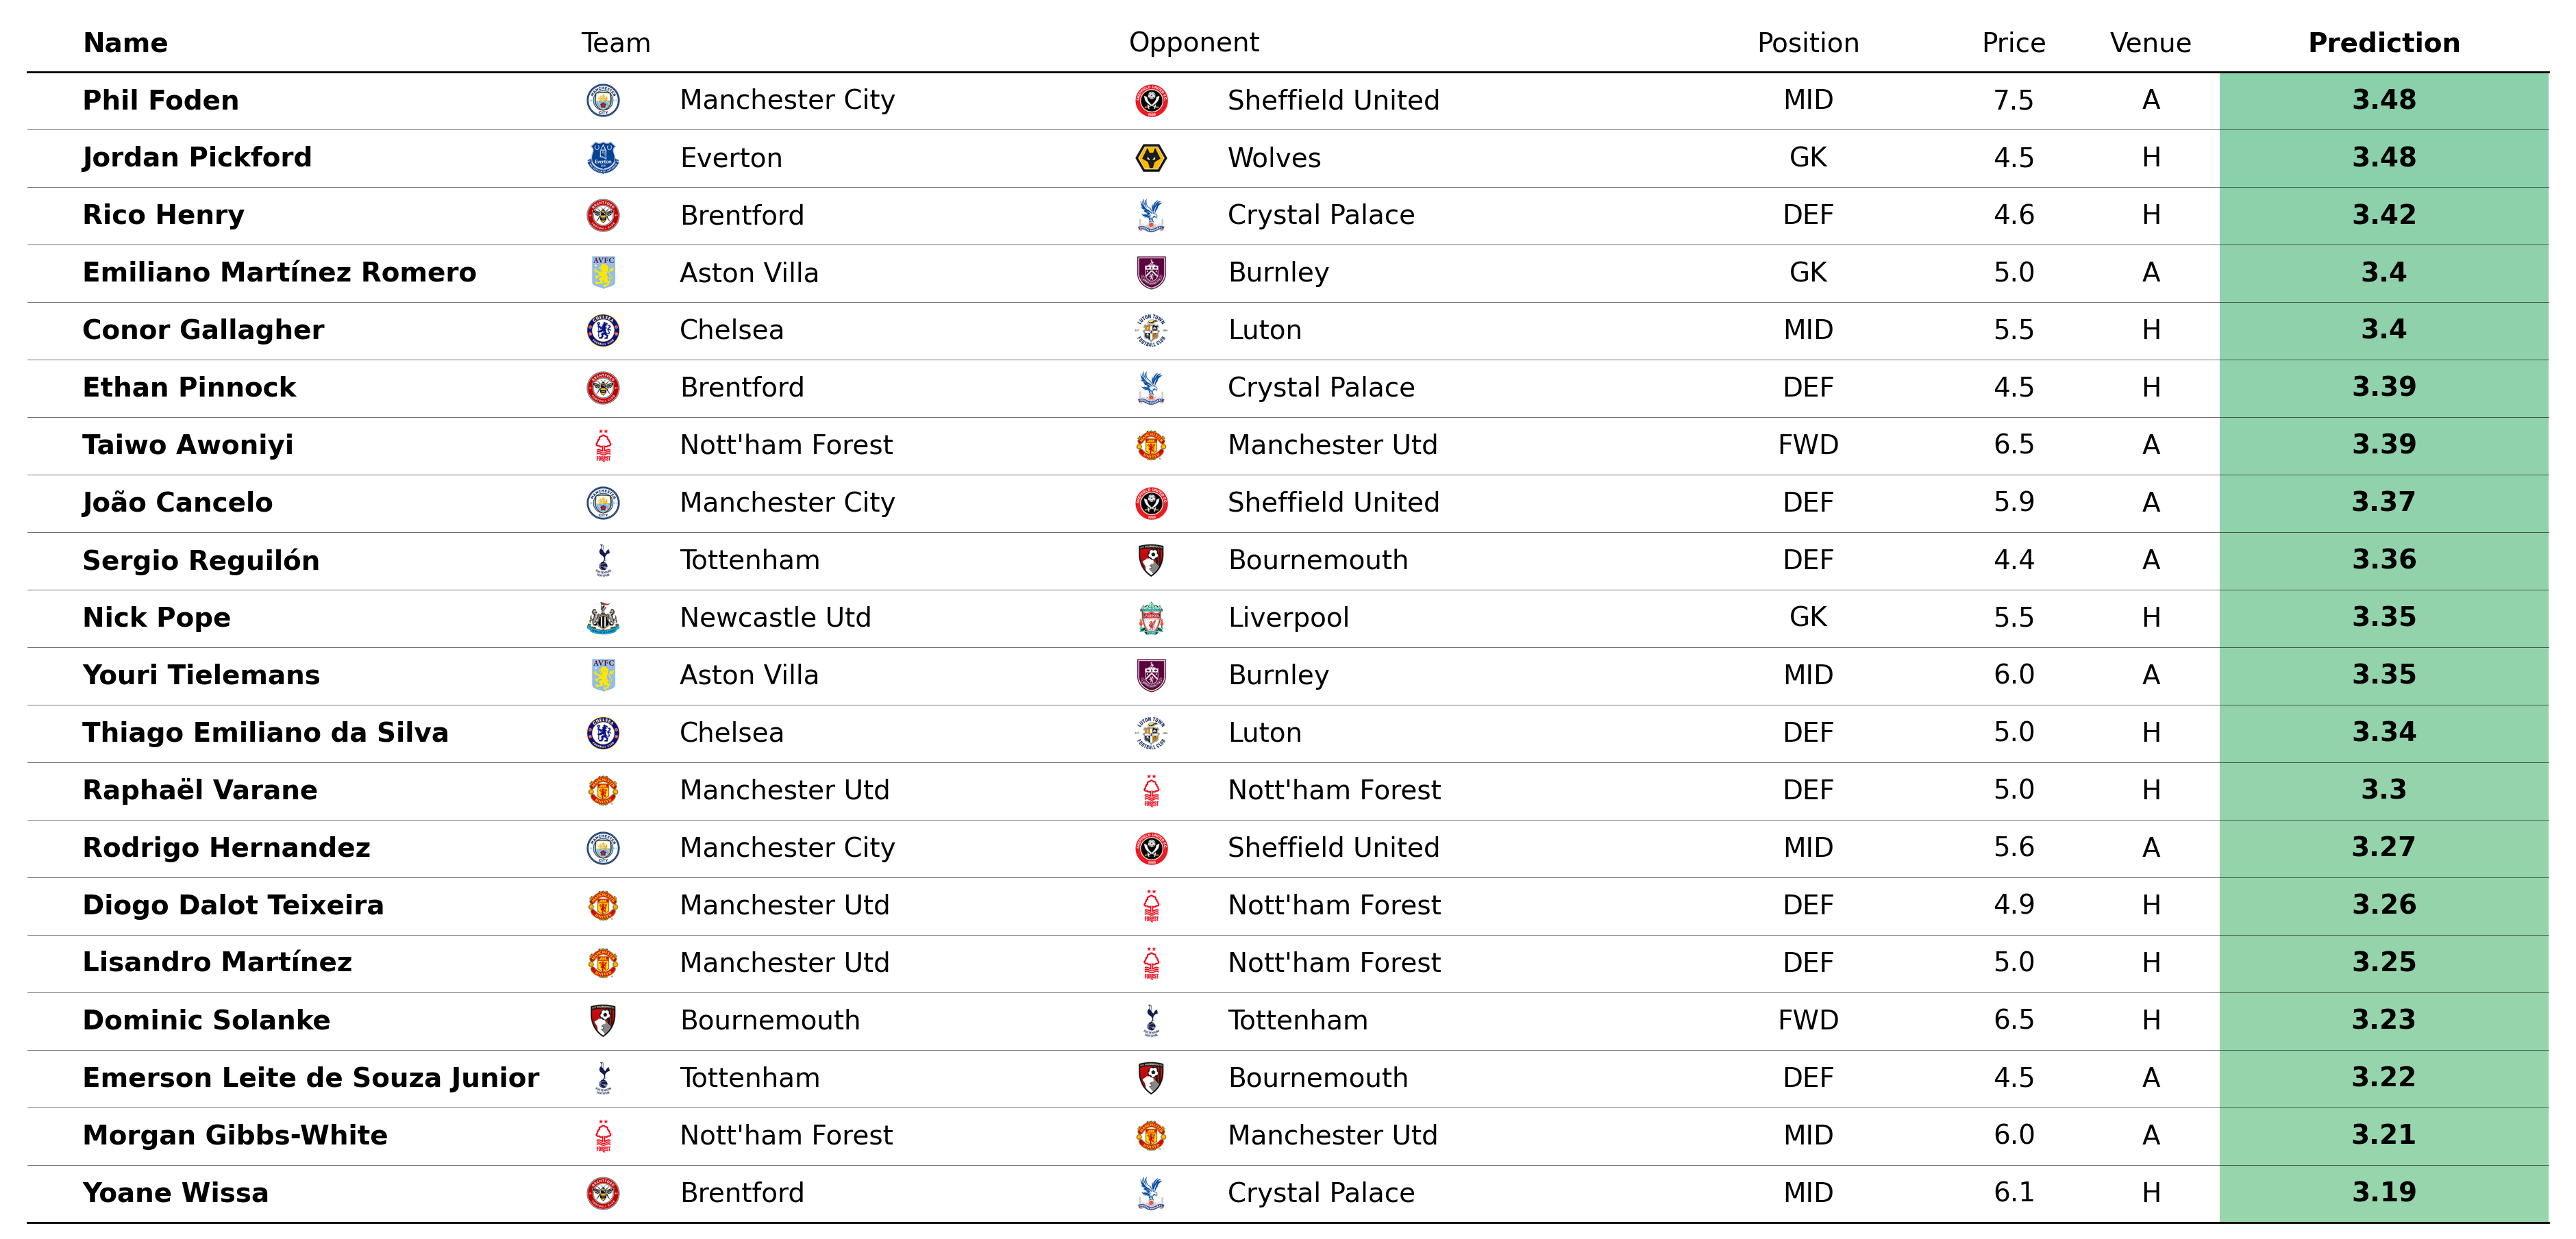 Name Team Opponent Position Price Venue Prediction
Phil Foden Manchester City Sheffield United MID 7.5 A 3.48
Jordan Pickford Everton Wolves GK 4.5 H 3.48
Rico Henry Brentford Crystal Palace DEF 4.6 H 3.42
Emiliano Martínez Romero Aston Villa Burnley GK 5.0 A 3.4
Conor Gallagher Chelsea Luton MID 5.5 H 3.4
Ethan Pinnock Brentford Crystal Palace DEF 4.5 H 3.39
Taiwo Awoniyi Nott'ham Forest Manchester Utd FWD 6.5 A 3.39
João Cancelo Manchester City Sheffield United DEF 5.9 A 3.37
Sergio Reguilón Tottenham Bournemouth DEF 4.4 A 3.36
Nick Pope Newcastle Utd Liverpool GK 5.5 H 3.35
Youri Tielemans Aston Villa Burnley MID 6.0 A 3.35
Thiago Emiliano da Silva Chelsea Luton DEF 5.0 H 3.34
Raphaël Varane Manchester Utd Nott'ham Forest DEF 5.0 H 3.3
Rodrigo Hernandez Manchester City Sheffield United MID 5.6 A 3.27
Diogo Dalot Teixeira Manchester Utd Nott'ham Forest DEF 4.9 H 3.26
Lisandro Martínez Manchester Utd Nott'ham Forest DEF 5.0 H 3.25
Dominic Solanke Bournemouth Tottenham FWD 6.5 H 3.23
Emerson Leite de Souza Junior Tottenham Bournemouth DEF 4.5 A 3.22
Morgan Gibbs-White Nott'ham Forest Manchester Utd MID 6.0 A 3.21
Yoane Wissa Brentford Crystal Palace MID 6.1 H 3.19